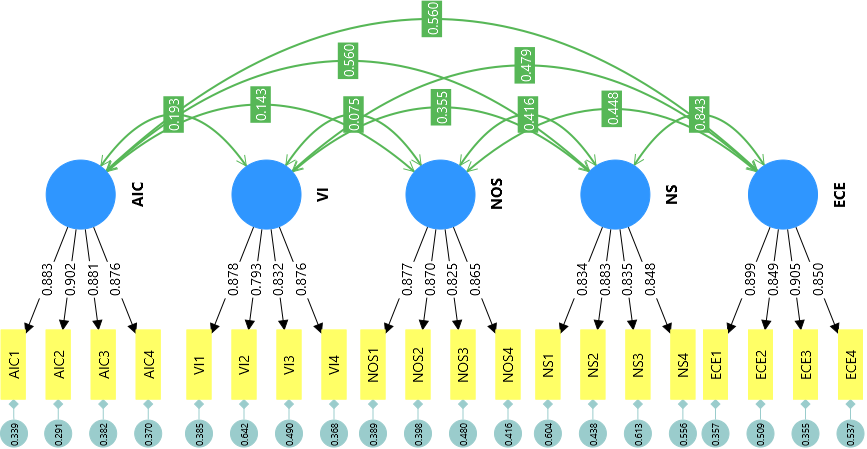 0.560
0.560
0.479
0.193
0.143
0.075
0.355
0.416
0.448
0.843
AIC
VI
NOS
NS
ECE
0.883
0.902
0.881
0.876
0.878
0.793
0.832
0.876
0.877
0.870
0.825
0.865
0.834
0.883
0.835
0.848
0.899
0.849
0.905
0.850
AIC1
AIC2
AIC3
AIC4
VI1
VI2
VI3
VI4
NOS1
NOS2
NOS3
NOS4
NS1
NS2
NS3
NS4
ECE1
ECE2
ECE3
ECE4
0.339
0.291
0.382
0.370
0.385
0.642
0.490
0.368
0.389
0.398
0.480
0.416
0.604
0.438
0.613
0.556
0.357
0.509
0.355
0.537